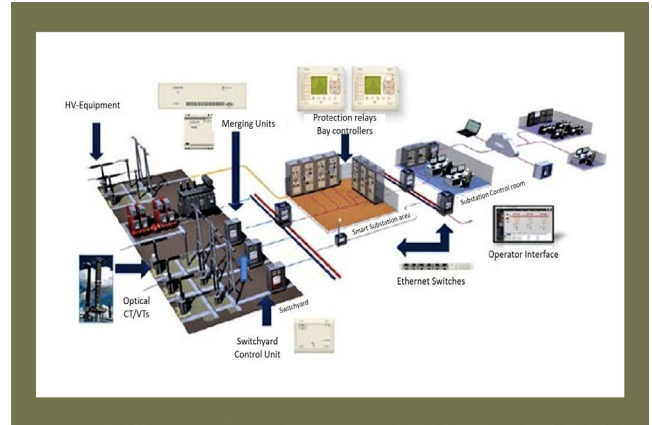 HV-Equipment
Merging Units
Protection relays
Bay controllers
Smart Substation area
Substation Control room
Operator Interface
Ethernet Switches
Optical
CT/VTs
Switchyard
Switchyard
Control Unit